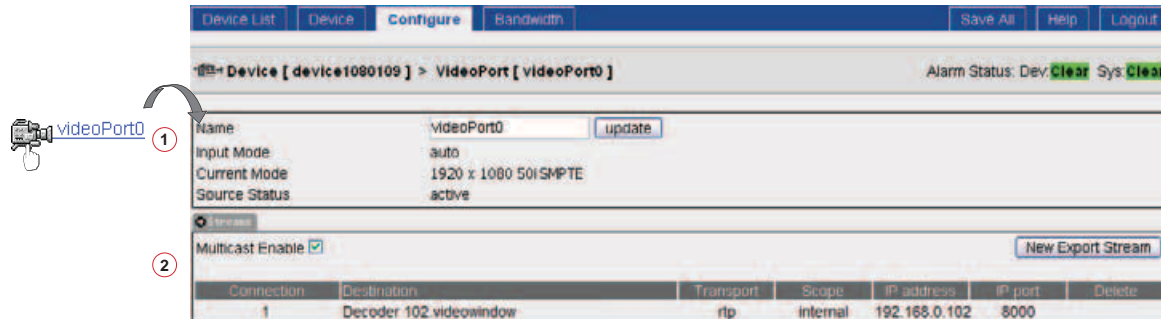 Device List Device Configure Bandwidth Save All Help Logout
Device [ device1080109 ] > VideoPort [ videoPort0 ] Alarm Status: Dev: Clear Sys: Clear
videoPort0
1
Name videoPort0 update
Input Mode auto
Current Mode 1920 x 1080 50i SMPTE
Source Status active
Streams
2
Multicast Enable New Export Stream
Connection Destination Transport Scope IP address IP port Delete
1 Decoder 102.videowindow rtp internal 192.168.0.102 8000